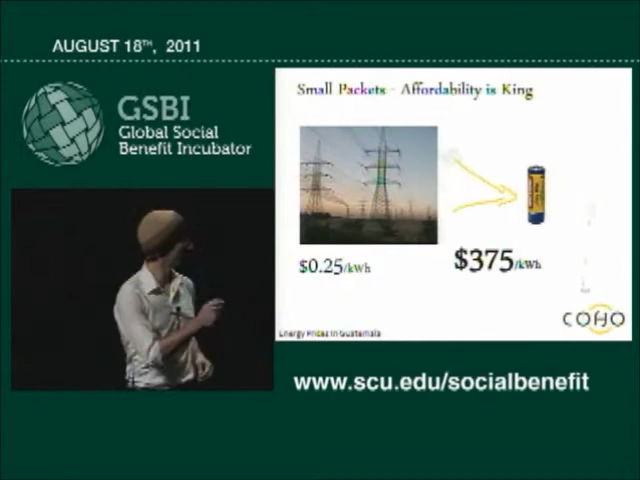 AUGUST 18TH, 2011
GSBI
Global Social
Benefit Incubator
Small Packets - Affordability is King
$0.25/kWh
$375/kWh
Energy Prices in Guatemala
COHO
www.scu.edu/socialbenefit